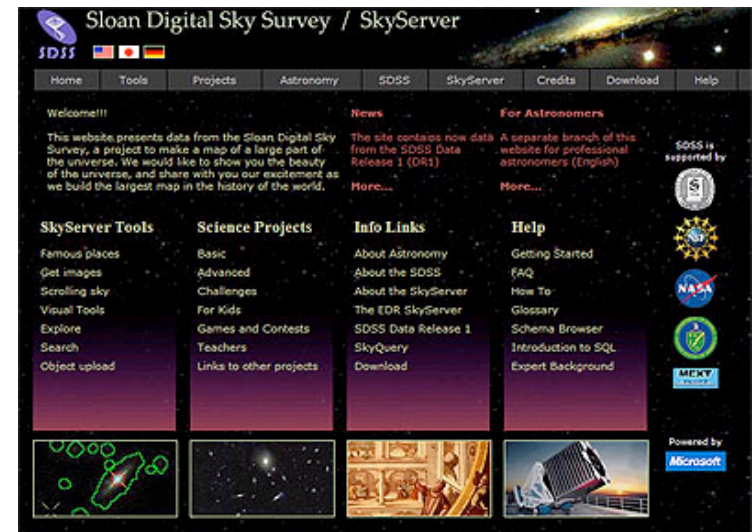 Sloan Digital Sky Survey / SkyServer
SDSS
Home Tools Projects Astronomy SDSS SkyServer Credits Download Help
Welcome!!!
This website presents data from the Sloan Digital Sky
Survey, a project to make a map of a large part of
the universe. We would like to show you the beauty
of the universe, and share with you our excitement as
we build the largest map in the history of the world.
News
The site contains now data
from the SDSS Data
Release 1 (DR1)
More...
For Astronomers
A separate branch of this
website for professional
astronomers (English)
More...
SDSS is
supported by
SkyServer Tools
Famous places
Get images
Scrolling sky
Visual Tools
Explore
Search
Object upload
Science Projects
Basic
Advanced
Challenges
For Kids
Games and Contests
Teachers
Links to other projects
Info Links
About Astronomy
About the SDSS
About the SkyServer
The EDR SkyServer
SDSS Data Release 1
SkyQuery
Download
Help
Getting Started
FAQ
How To
Glossary
Schema Browser
Introduction to SQL
Expert Background
NSF
NASA
MEXT
Powered by
Microsoft